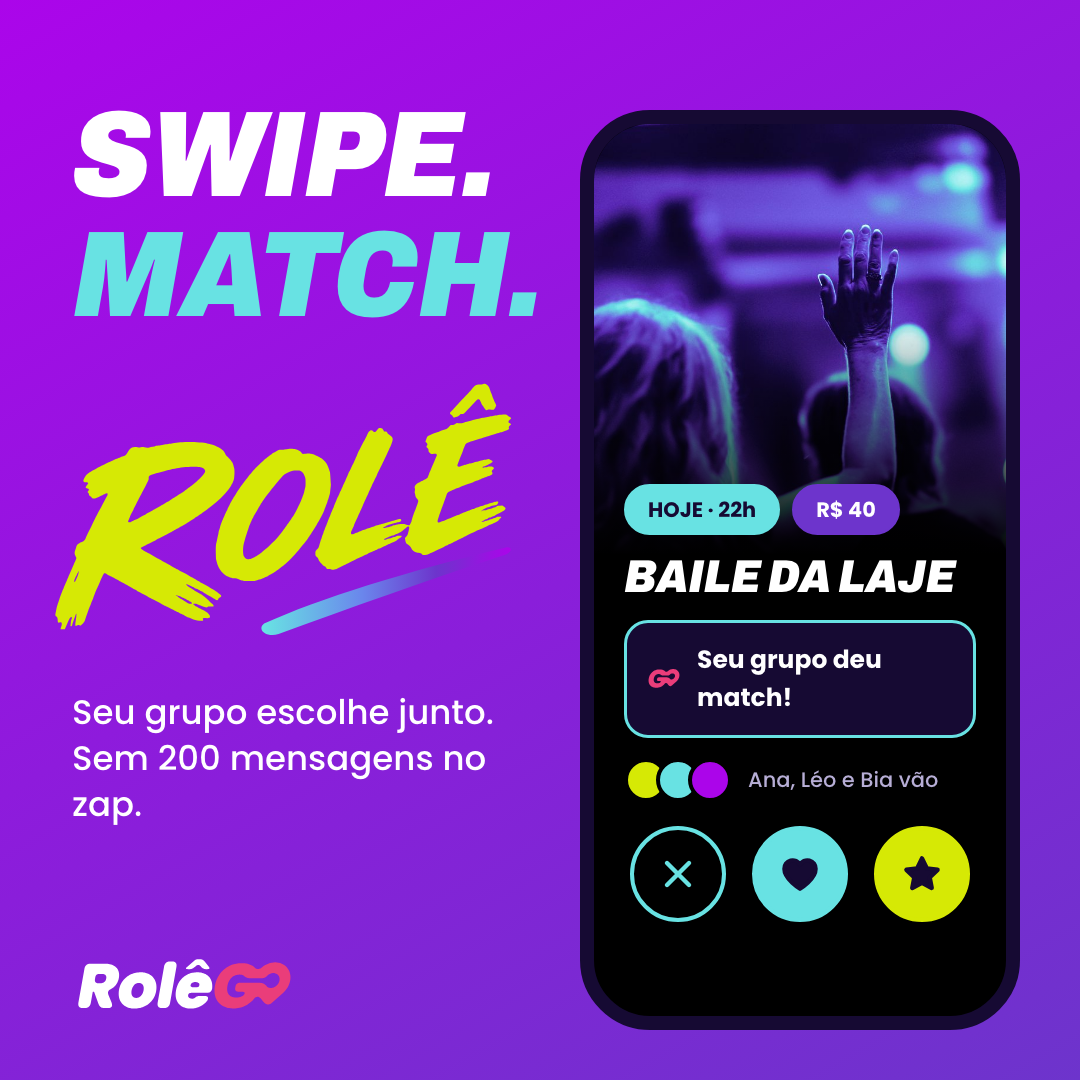 SWIPE.
MATCH.
ROLÊ
Seu grupo escolhe junto.
Sem 200 mensagens no
zap.
RolêGO
HOJE · 22h
R$ 40
BAILE DA LAJE
GO
Seu grupo deu
match!
Ana, Léo e Bia vão